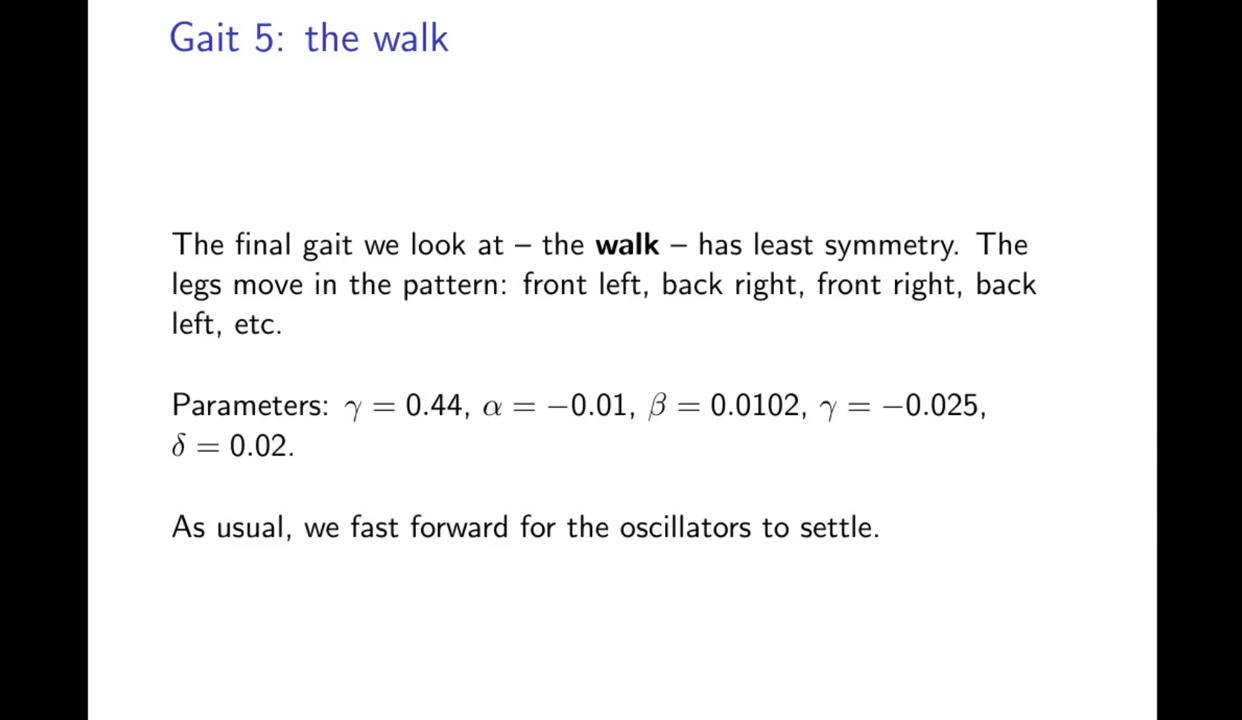 Gait 5: the walk
The final gait we look at – the walk – has least symmetry. The
legs move in the pattern: front left, back right, front right, back
left, etc.
Parameters: γ = 0.44, α = −0.01, β = 0.0102, γ = −0.025,
δ = 0.02.
As usual, we fast forward for the oscillators to settle.